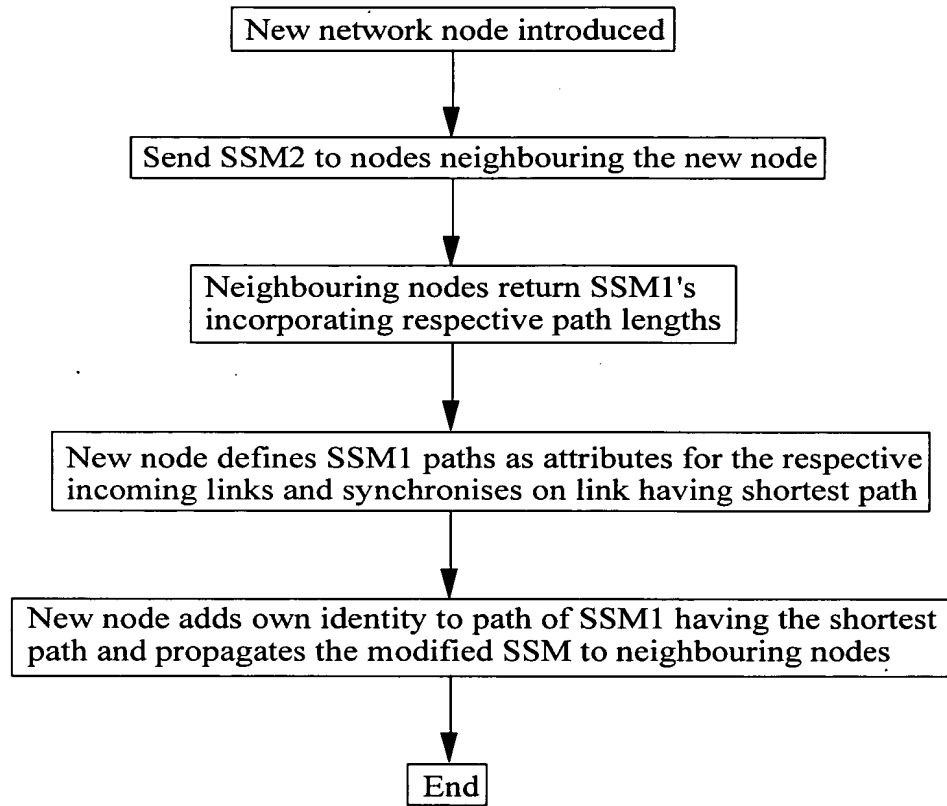 New network node introduced
Send SSM2 to nodes neighbouring the new node
Neighbouring nodes return SSM1's
incorporating respective path lengths
New node defines SSM1 paths as attributes for the respective
incoming links and synchronises on link having shortest path
New node adds own identity to path of SSM1 having the shortest
path and propagates the modified SSM to neighbouring nodes
End